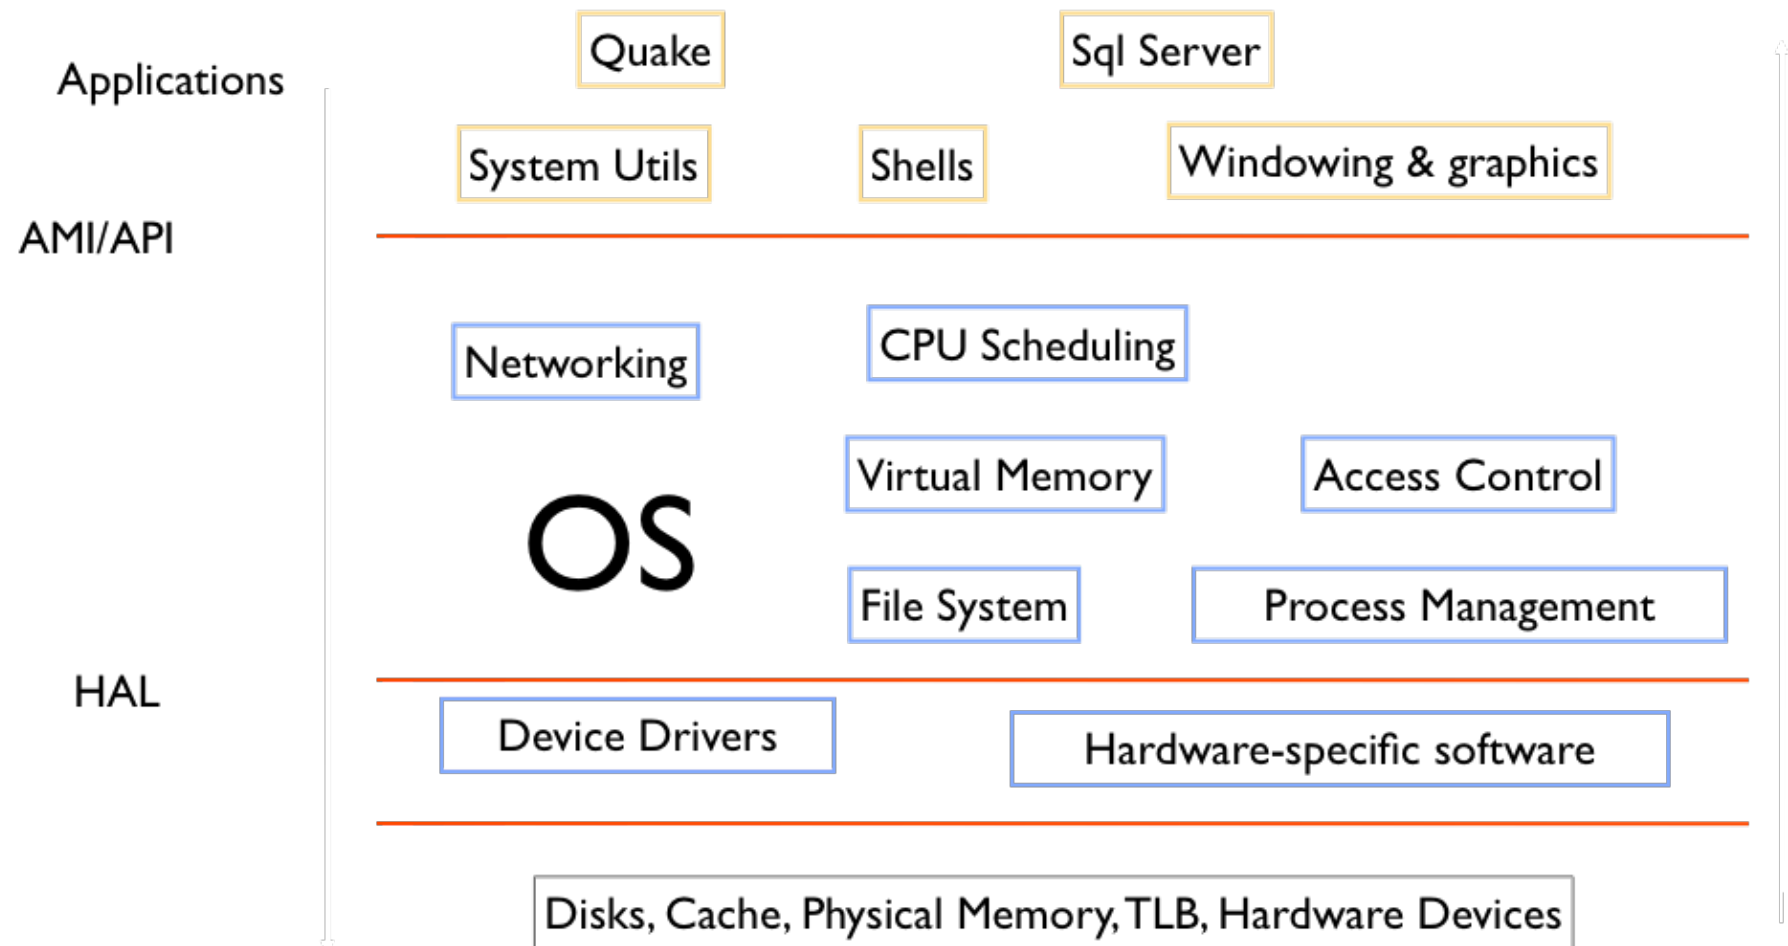 Quake
Sql Server
Applications
System Utils
Shells
Windowing & graphics
AMI/API
Networking
CPU Scheduling
Virtual Memory
Access Control
OS
File System
Process Management
HAL
Device Drivers
Hardware-specific software
Disks, Cache, Physical Memory, TLB, Hardware Devices